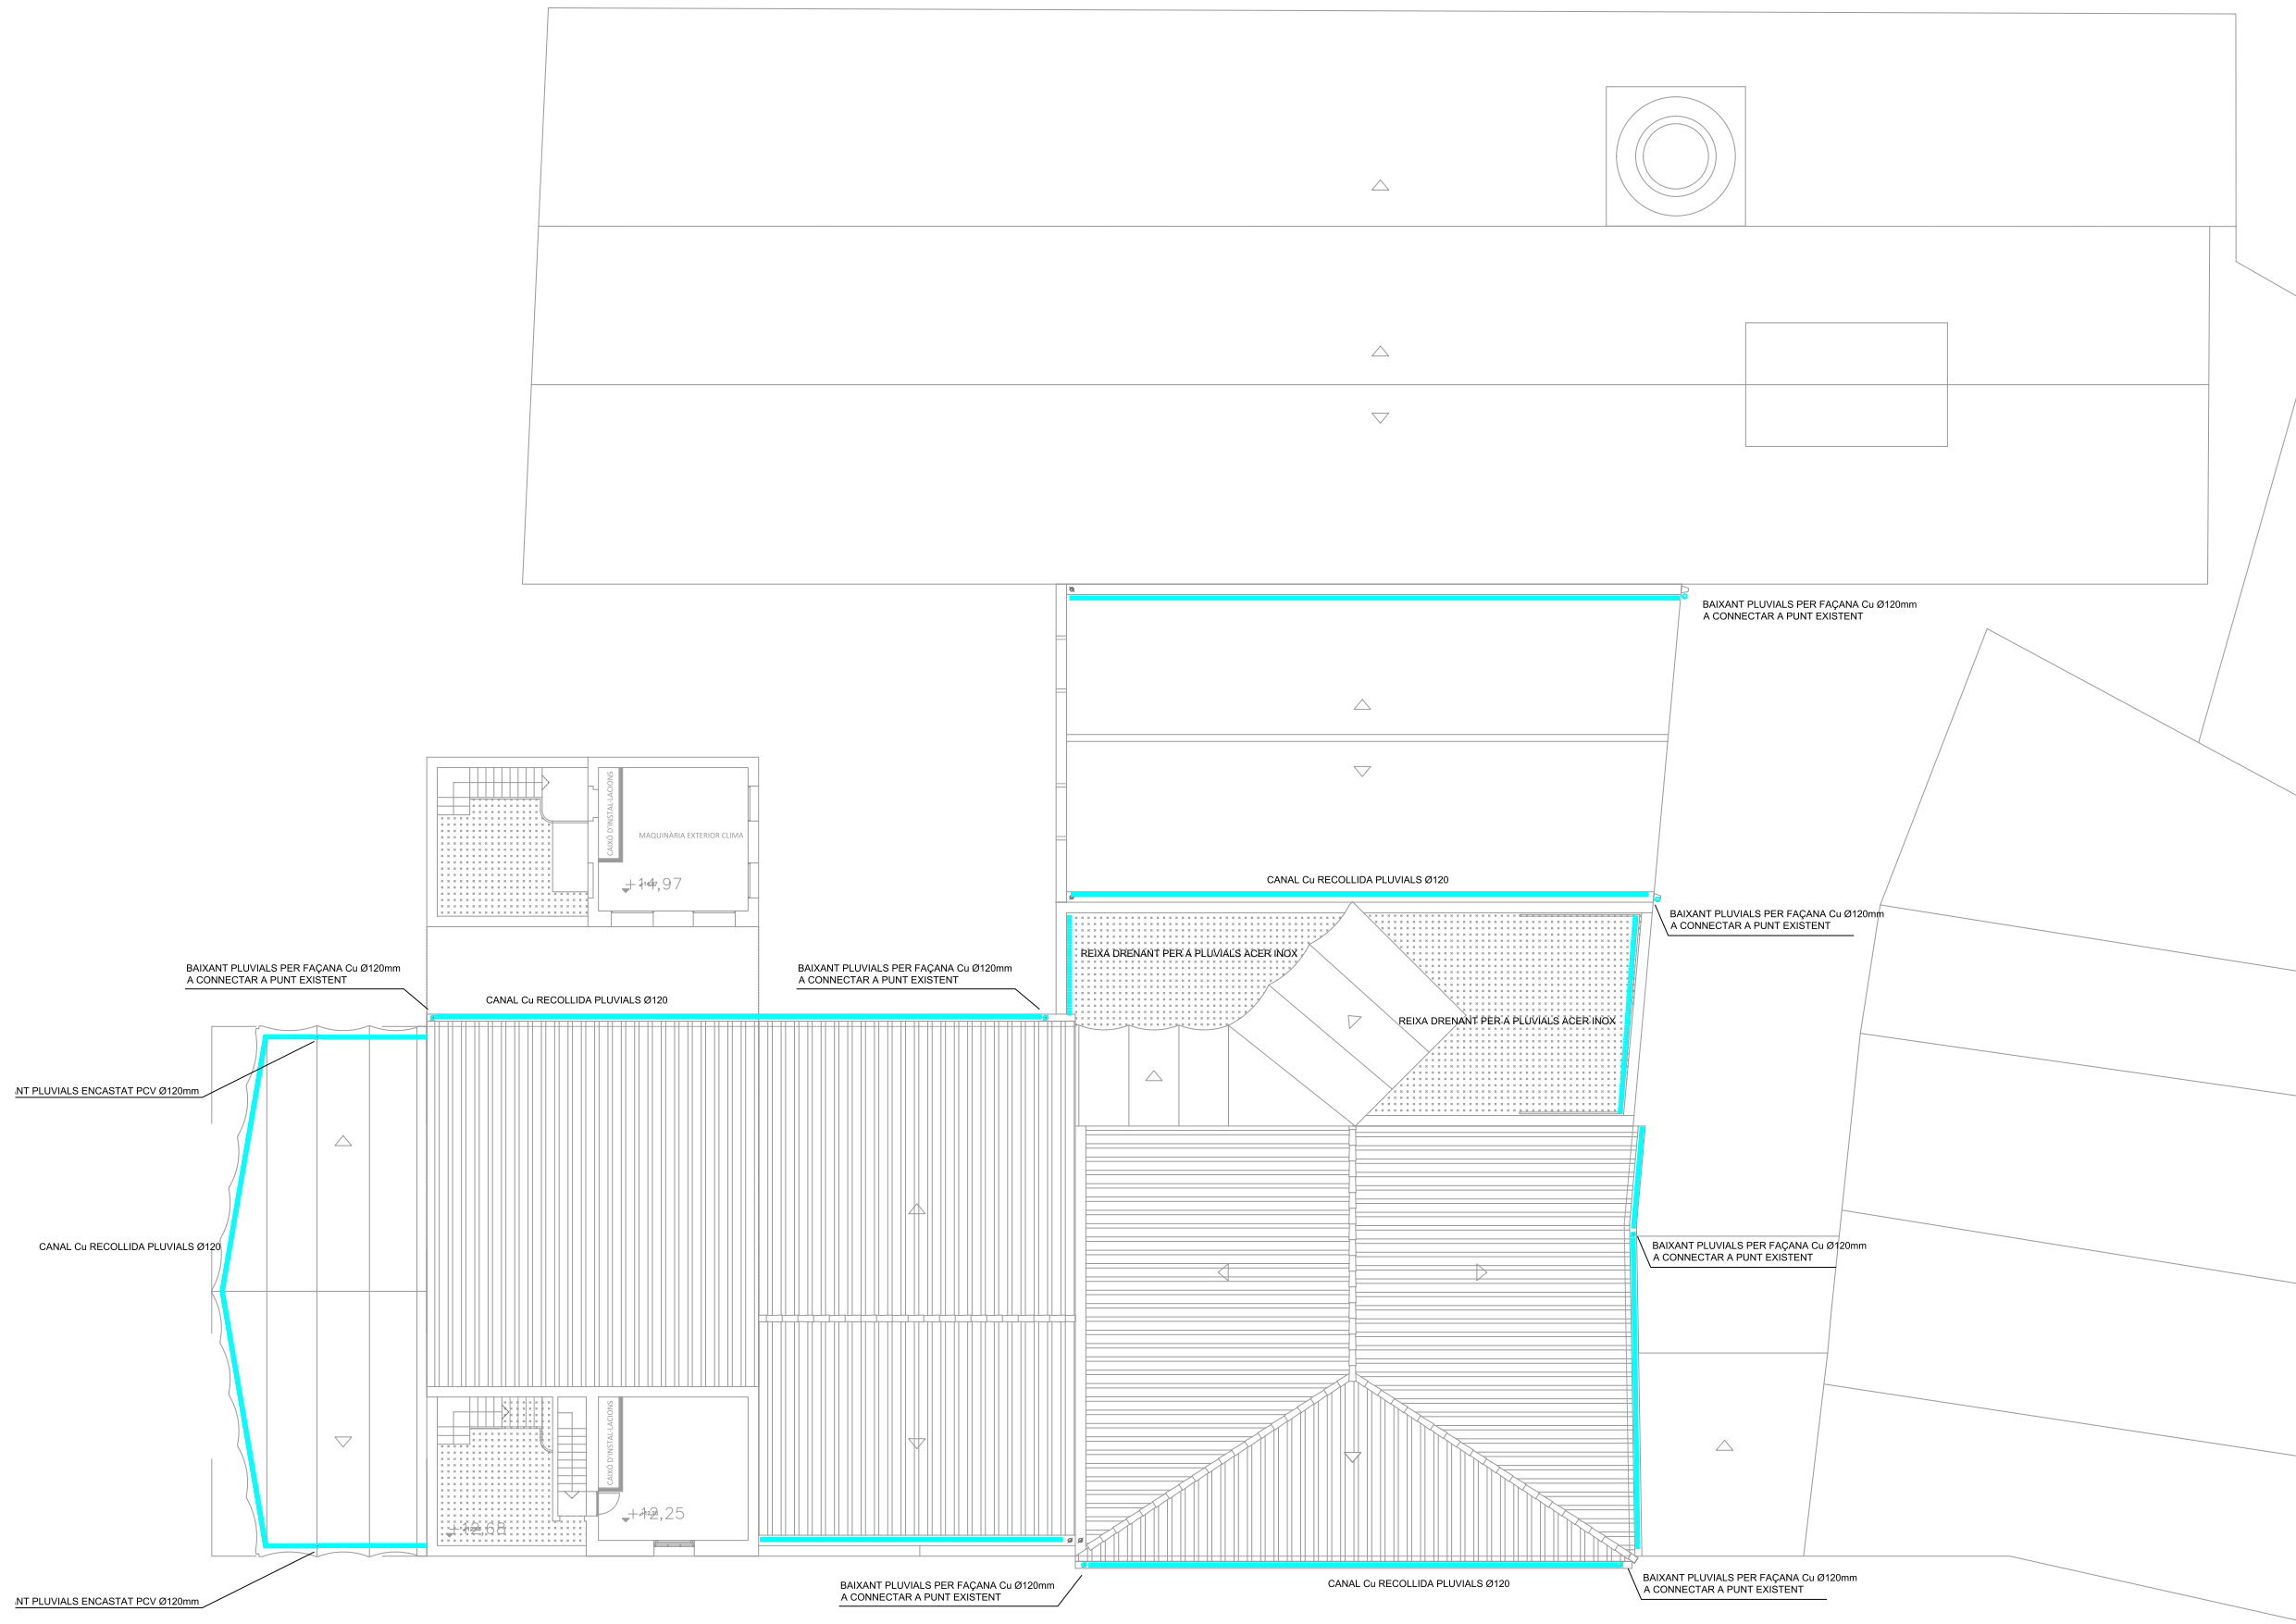 BAIXANT PLUVIALS PER FAÇANA Cu Ø120mm
A CONNECTAR A PUNT EXISTENT
CAIXÓ D'INSTAL·LACIONS
MAQUINÀRIA EXTERIOR CLIMA
+14,97
CANAL Cu RECOLLIDA PLUVIALS Ø120
BAIXANT PLUVIALS PER FAÇANA Cu Ø120mm
A CONNECTAR A PUNT EXISTENT
REIXA DRENANT PER A PLUVIALS ACER INOX
BAIXANT PLUVIALS PER FAÇANA Cu Ø120mm
A CONNECTAR A PUNT EXISTENT
BAIXANT PLUVIALS PER FAÇANA Cu Ø120mm
A CONNECTAR A PUNT EXISTENT
CANAL Cu RECOLLIDA PLUVIALS Ø120
REIXA DRENANT PER A PLUVIALS ACER INOX
NT PLUVIALS ENCASTAT PCV Ø120mm
CANAL Cu RECOLLIDA PLUVIALS Ø120
BAIXANT PLUVIALS PER FAÇANA Cu Ø120mm
A CONNECTAR A PUNT EXISTENT
CAIXÓ D'INSTAL·LACIONS
+12,25
+12,68
BAIXANT PLUVIALS PER FAÇANA Cu Ø120mm
A CONNECTAR A PUNT EXISTENT
CANAL Cu RECOLLIDA PLUVIALS Ø120
BAIXANT PLUVIALS PER FAÇANA Cu Ø120mm
A CONNECTAR A PUNT EXISTENT
NT PLUVIALS ENCASTAT PCV Ø120mm